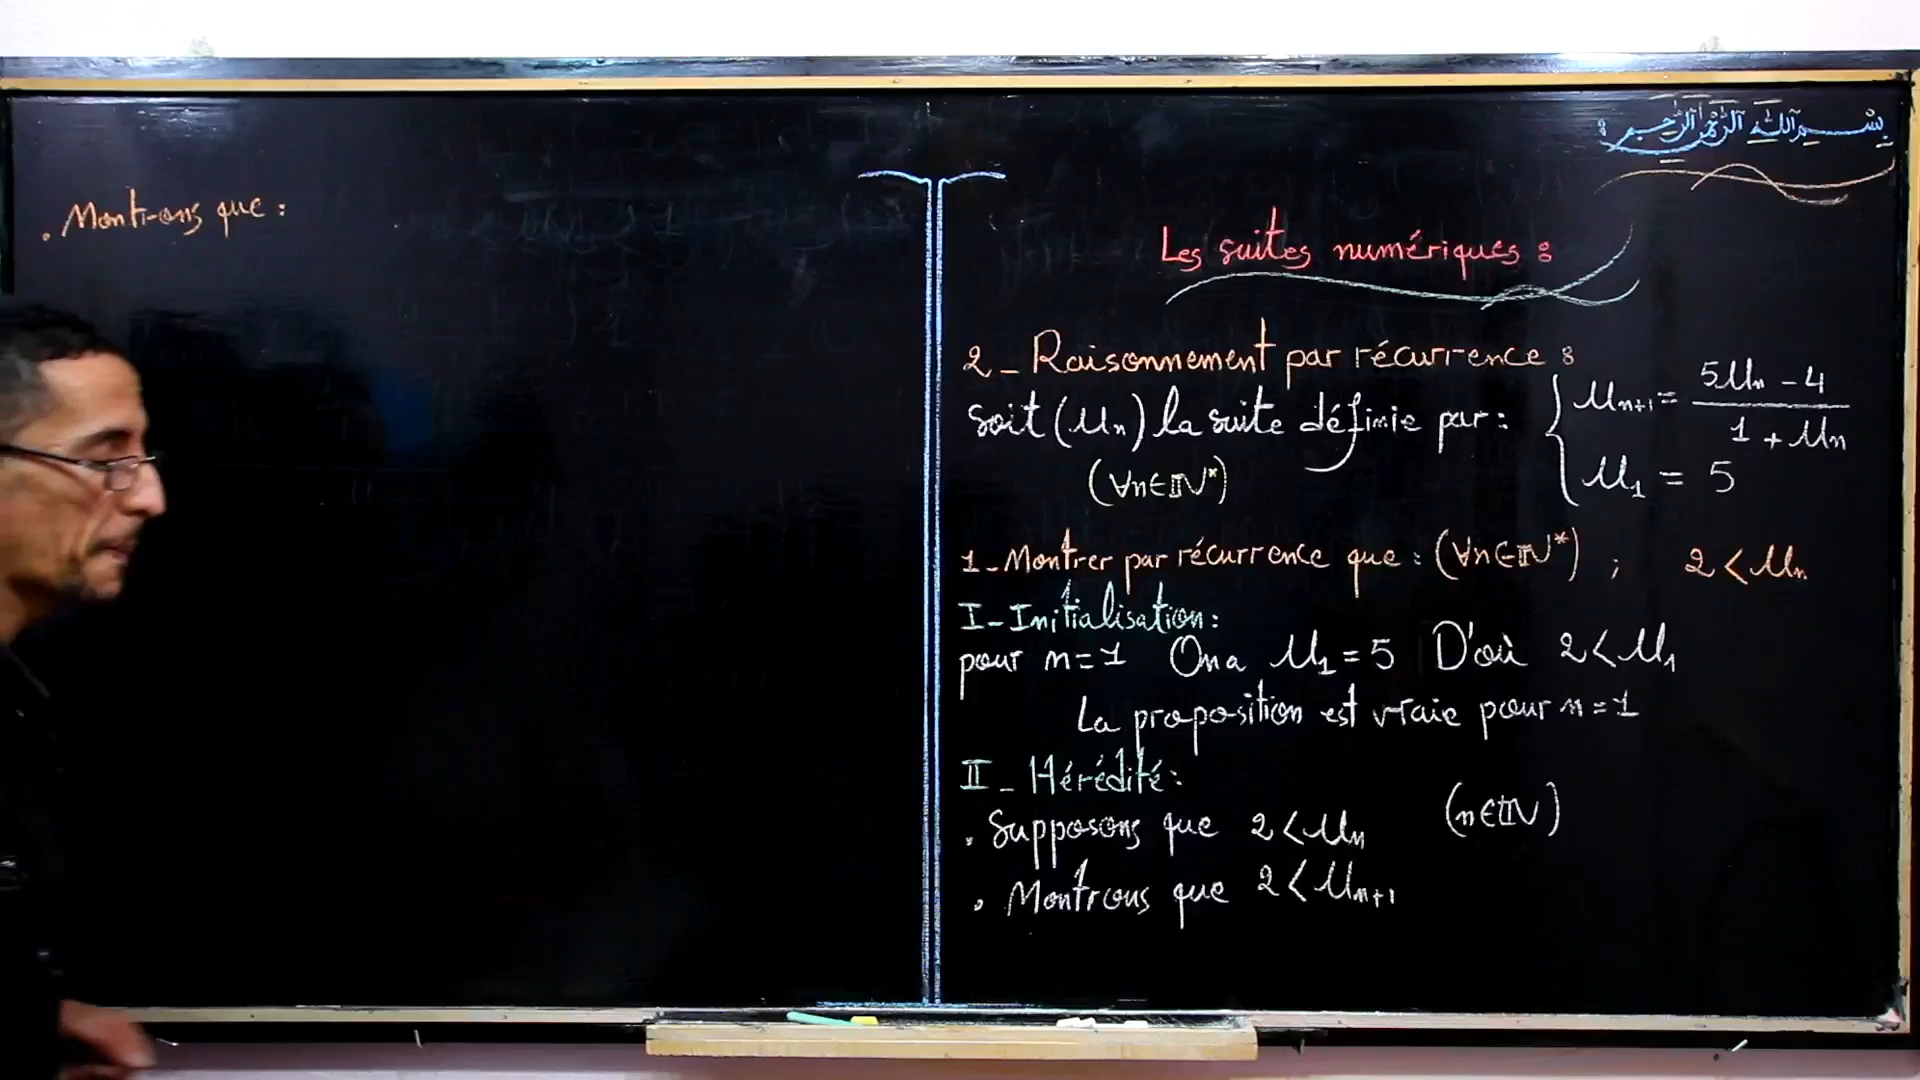 بسم الله الرحمن الرحيم :
Les suites numériques :
2 - Raisonnement par récurrence :
soit (Un) la suite définie par : { Un+1 = (5Un - 4) / (1 + Un)
(∀n∈ℕ*) U1 = 5
1 - Montrer par récurrence que : (∀n∈ℕ*) ; 2 < Un
I - Initialisation :
pour n = 1 On a U1 = 5 D'où 2 < U1
La proposition est vraie pour n = 1
II - Hérédité :
. Supposons que 2 < Un (n∈ℕ)
. Montrons que 2 < Un+1
. Montrons que :